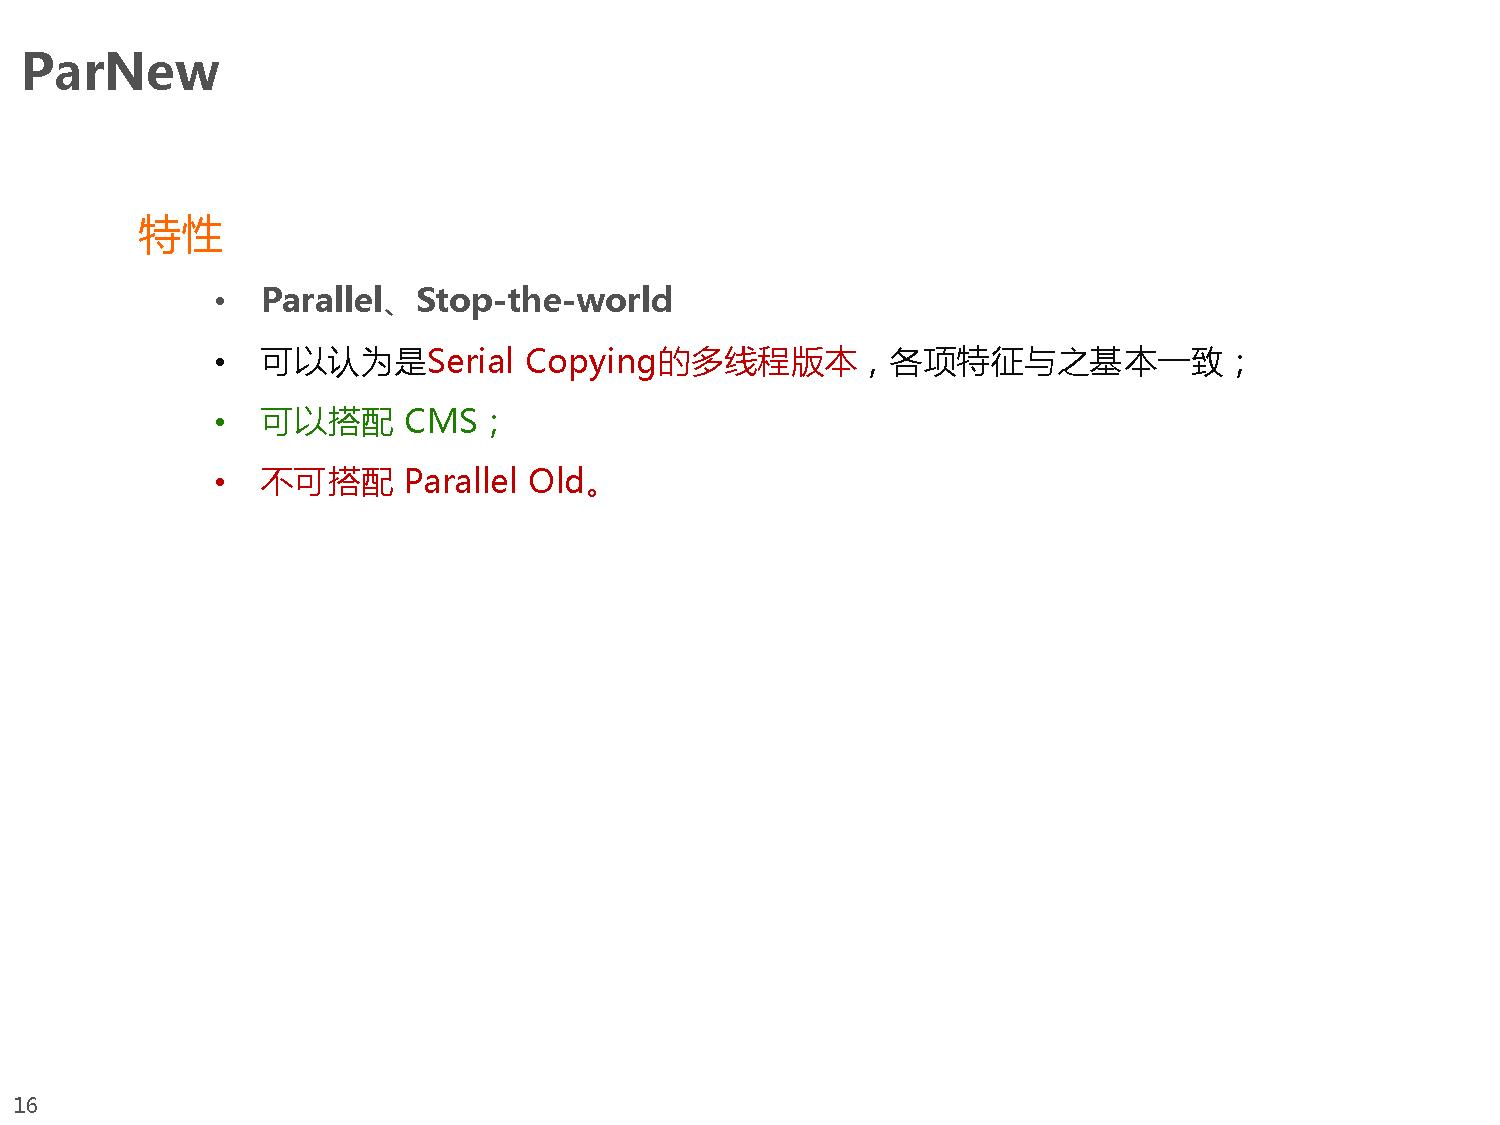 ParNew
特性
• Parallel、Stop-the-world
• 可以认为是Serial Copying的多线程版本，各项特征与之基本一致；
• 可以搭配 CMS；
• 不可搭配 Parallel Old。
16